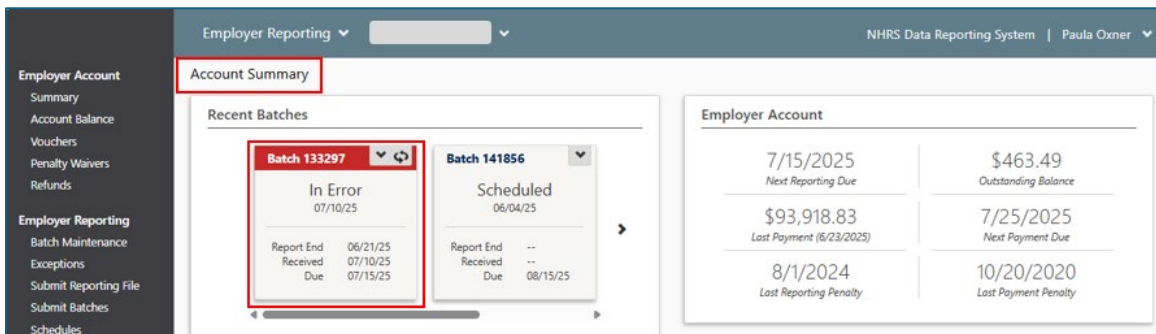 Employer Reporting
NHRS Data Reporting System | Paula Oxner
Employer Account
Summary
Account Balance
Vouchers
Penalty Waivers
Refunds
Employer Reporting
Batch Maintenance
Exceptions
Submit Reporting File
Submit Batches
Schedules
Account Summary
Recent Batches
Batch 133297
In Error
07/10/25
Report End 06/21/25
Received 07/10/25
Due 07/15/25
Batch 141856
Scheduled
06/04/25
Report End --
Received --
Due 08/15/25
Employer Account
7/15/2025
Next Reporting Due
$463.49
Outstanding Balance
$93,918.83
Last Payment (6/23/2025)
7/25/2025
Next Payment Due
8/1/2024
Last Reporting Penalty
10/20/2020
Last Payment Penalty